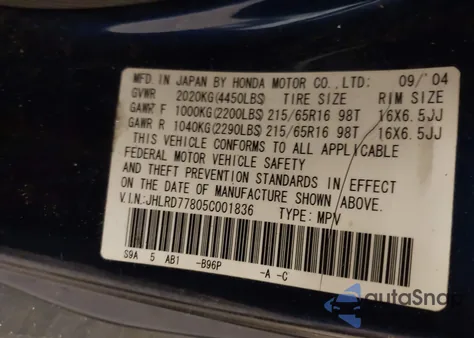 MFD.IN JAPAN BY HONDA MOTOR CO.,LTD: 09/'04
GVWR 2020KG(4450LBS) TIRE SIZE RIM SIZE
GAWR F 1000KG(2200LBS) 215/65R16 98T 16X6.5JJ
GAWR R 1040KG(2290LBS) 215/65R16 98T 16X6.5JJ
THIS VEHICLE CONFORMS TO ALL APPLICABLE
FEDERAL MOTOR VEHICLE SAFETY
AND THEFT PREVENTION STANDARDS IN EFFECT
ON THE DATE OF MANUFACTURE SHOWN ABOVE.
V.I.N.:JHLRD77805C001836 TYPE: MPV
S9A 5 AB1 -B96P -A -C
autoSnap